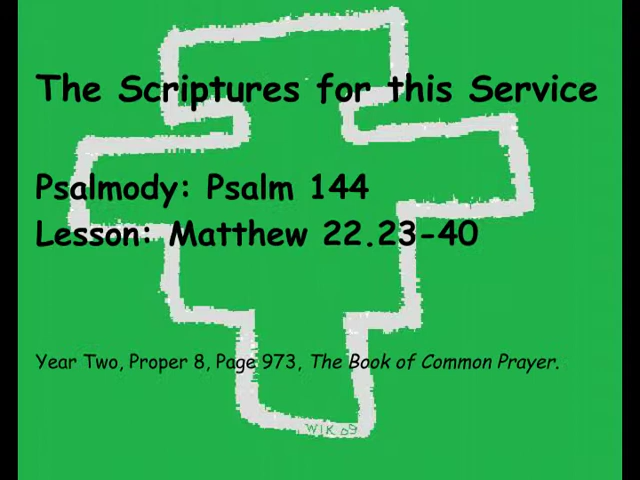 The Scriptures for this Service
Psalmody: Psalm 144
Lesson: Matthew 22.23-40
Year Two, Proper 8, Page 973, The Book of Common Prayer.
WIK 09